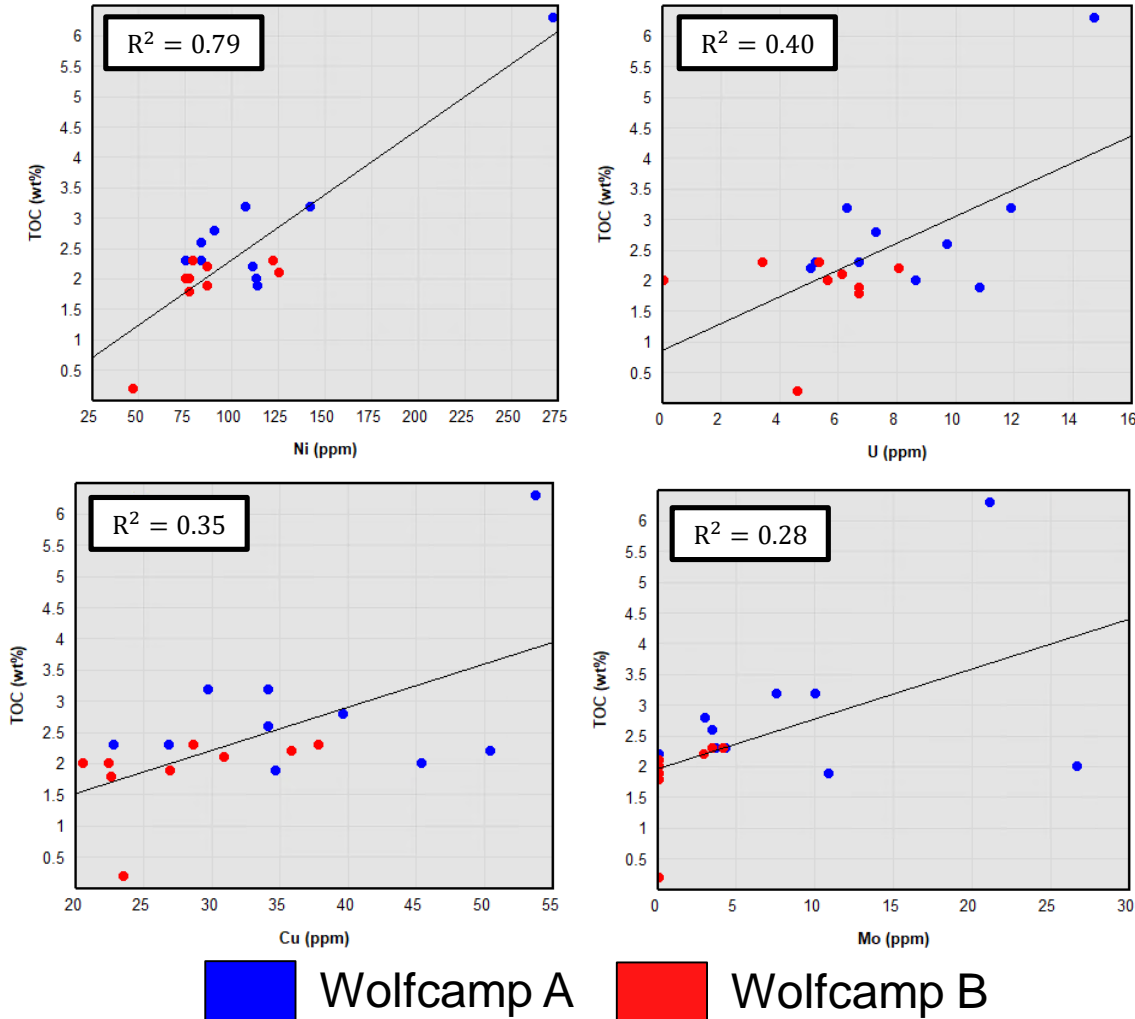 R² = 0.79
TOC (wt%)
6
5.5
5
4.5
4
3.5
3
2.5
2
1.5
1
0.5
25 50 75 100 125 150 175 200 225 250 275
Ni (ppm)
R² = 0.40
TOC (wt%)
6
5.5
5
4.5
4
3.5
3
2.5
2
1.5
1
0.5
0 2 4 6 8 10 12 14 16
U (ppm)
R² = 0.35
TOC (wt%)
6
5.5
5
4.5
4
3.5
3
2.5
2
1.5
1
0.5
20 25 30 35 40 45 50 55
Cu (ppm)
R² = 0.28
TOC (wt%)
6
5.5
5
4.5
4
3.5
3
2.5
2
1.5
1
0.5
0 5 10 15 20 25 30
Mo (ppm)
Wolfcamp A Wolfcamp B